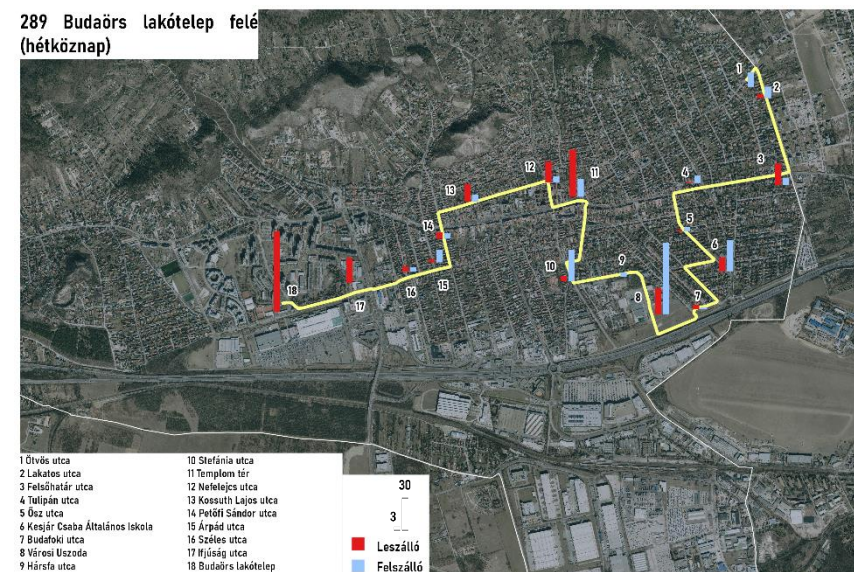 289 Budaörs lakótelep felé
(hétköznap)
1
2
3
4
5
6
7
8
9
10
11
12
13
14
15
16
17
18
1 Ötvös utca
2 Lakatos utca
3 Felsőhatár utca
4 Tulipán utca
5 Ősz utca
6 Kesjár Csaba Általános Iskola
7 Budafoki utca
8 Városi Uszoda
9 Hársfa utca
10 Stefánia utca
11 Templom tér
12 Nefelejcs utca
13 Kossuth Lajos utca
14 Petőfi Sándor utca
15 Árpád utca
16 Széles utca
17 Ifjúság utca
18 Budaörs lakótelep
30
3
Leszálló
Felszálló